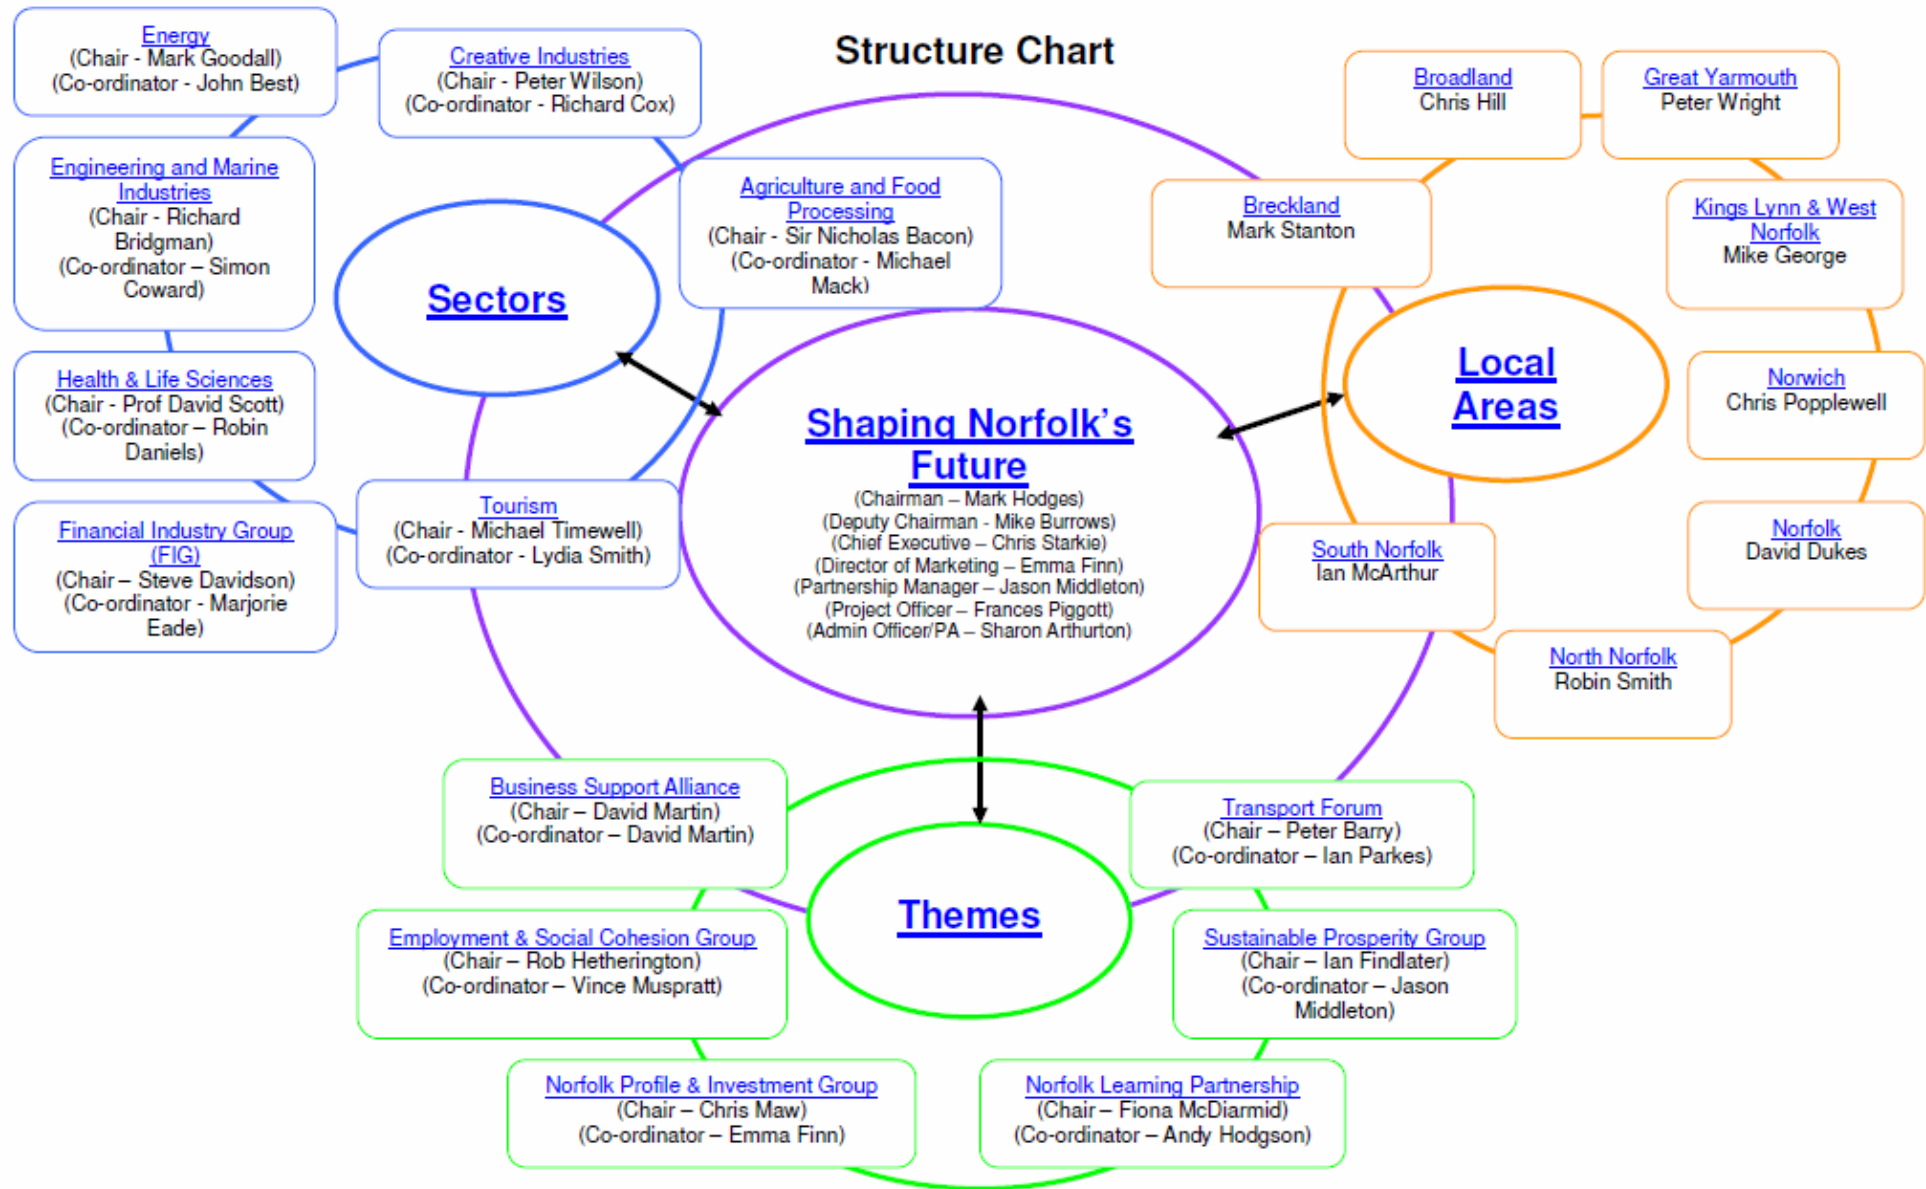 Structure Chart
Energy
(Chair - Mark Goodall)
(Co-ordinator - John Best)
Creative Industries
(Chair - Peter Wilson)
(Co-ordinator - Richard Cox)
Engineering and Marine
Industries
(Chair - Richard
Bridgman)
(Co-ordinator – Simon
Coward)
Agriculture and Food
Processing
(Chair - Sir Nicholas Bacon)
(Co-ordinator - Michael
Mack)
Sectors
Health & Life Sciences
(Chair - Prof David Scott)
(Co-ordinator – Robin
Daniels)
Financial Industry Group
(FIG)
(Chair – Steve Davidson)
(Co-ordinator - Marjorie
Eade)
Tourism
(Chair - Michael Timewell)
(Co-ordinator - Lydia Smith)
Shaping Norfolk's
Future
(Chairman – Mark Hodges)
(Deputy Chairman - Mike Burrows)
(Chief Executive – Chris Starkie)
(Director of Marketing – Emma Finn)
(Partnership Manager – Jason Middleton)
(Project Officer – Frances Piggott)
(Admin Officer/PA – Sharon Arthurton)
Broadland
Chris Hill
Great Yarmouth
Peter Wright
Breckland
Mark Stanton
Kings Lynn & West
Norfolk
Mike George
Local
Areas
Norwich
Chris Popplewell
Norfolk
David Dukes
South Norfolk
Ian McArthur
North Norfolk
Robin Smith
Business Support Alliance
(Chair – David Martin)
(Co-ordinator – David Martin)
Transport Forum
(Chair – Peter Barry)
(Co-ordinator – Ian Parkes)
Themes
Employment & Social Cohesion Group
(Chair – Rob Hetherington)
(Co-ordinator – Vince Muspratt)
Sustainable Prosperity Group
(Chair – Ian Findlater)
(Co-ordinator – Jason
Middleton)
Norfolk Profile & Investment Group
(Chair – Chris Maw)
(Co-ordinator – Emma Finn)
Norfolk Learning Partnership
(Chair – Fiona McDiarmid)
(Co-ordinator – Andy Hodgson)